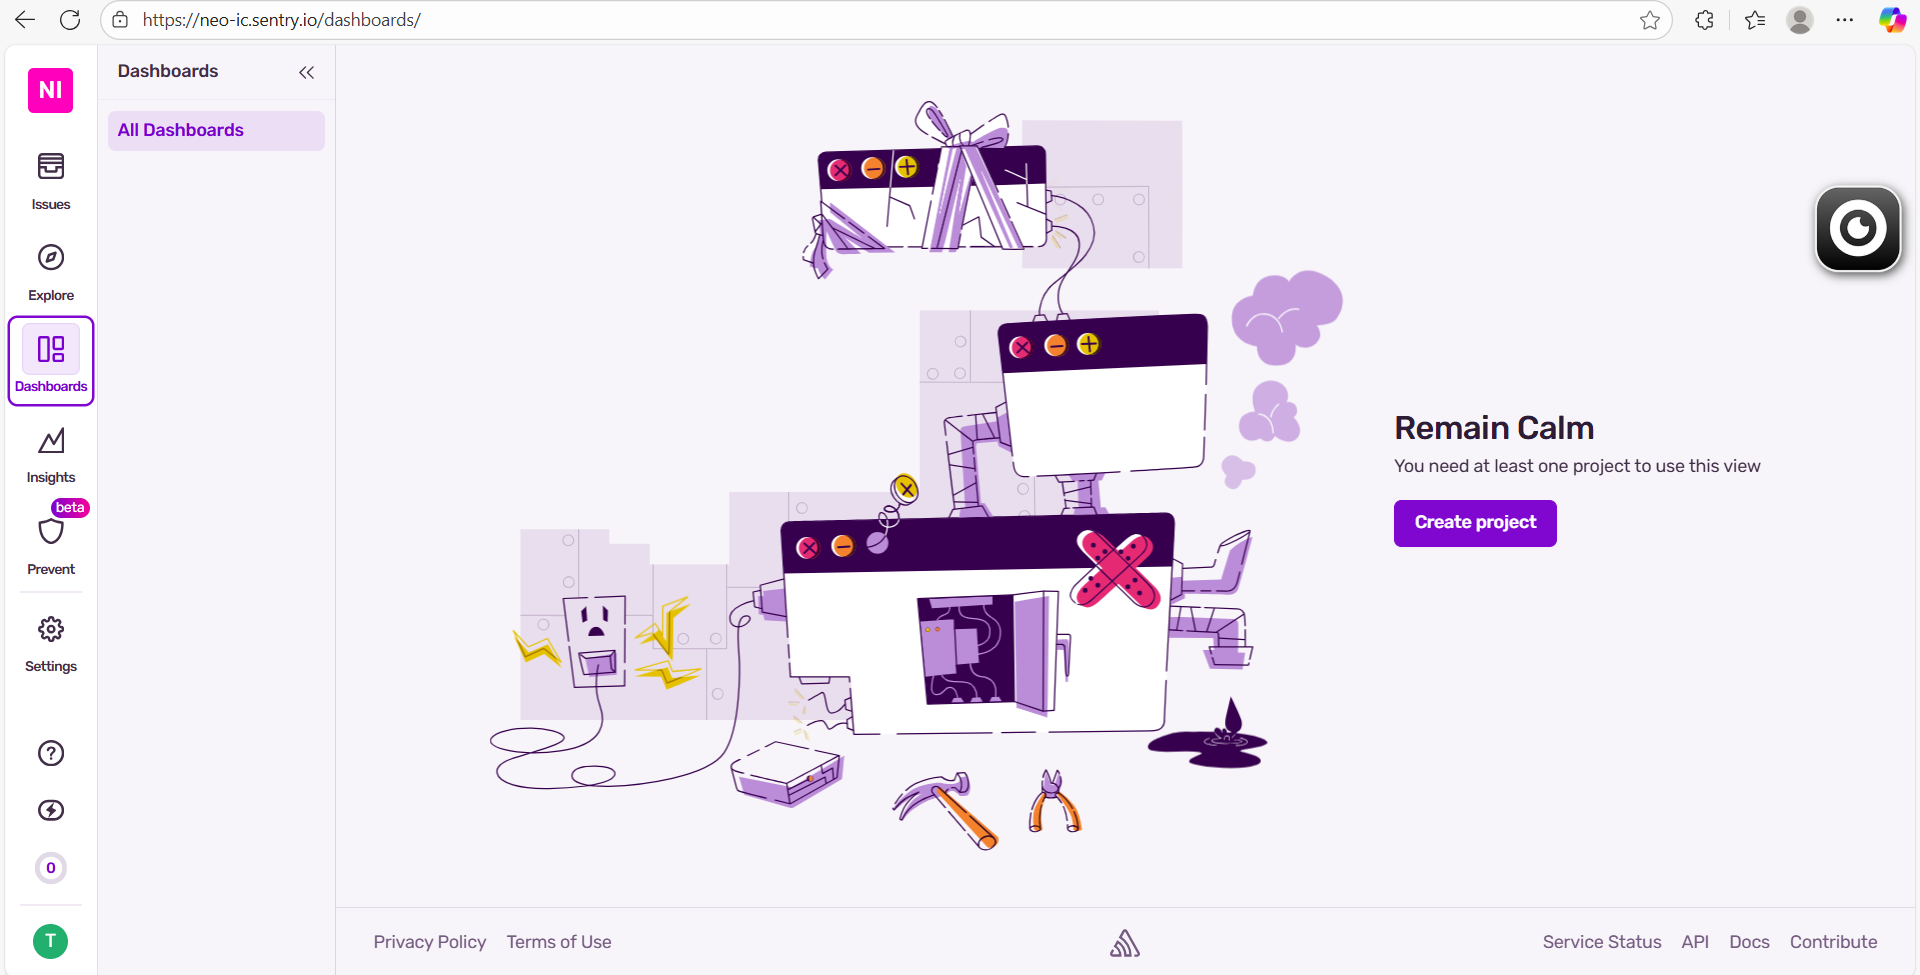 https://neo-ic.sentry.io/dashboards/
NI
Issues
Explore
Dashboards
Insights
beta
Prevent
Settings
0
T
Dashboards
All Dashboards
Remain Calm
You need at least one project to use this view
Create project
Privacy Policy
Terms of Use
Service Status
API
Docs
Contribute